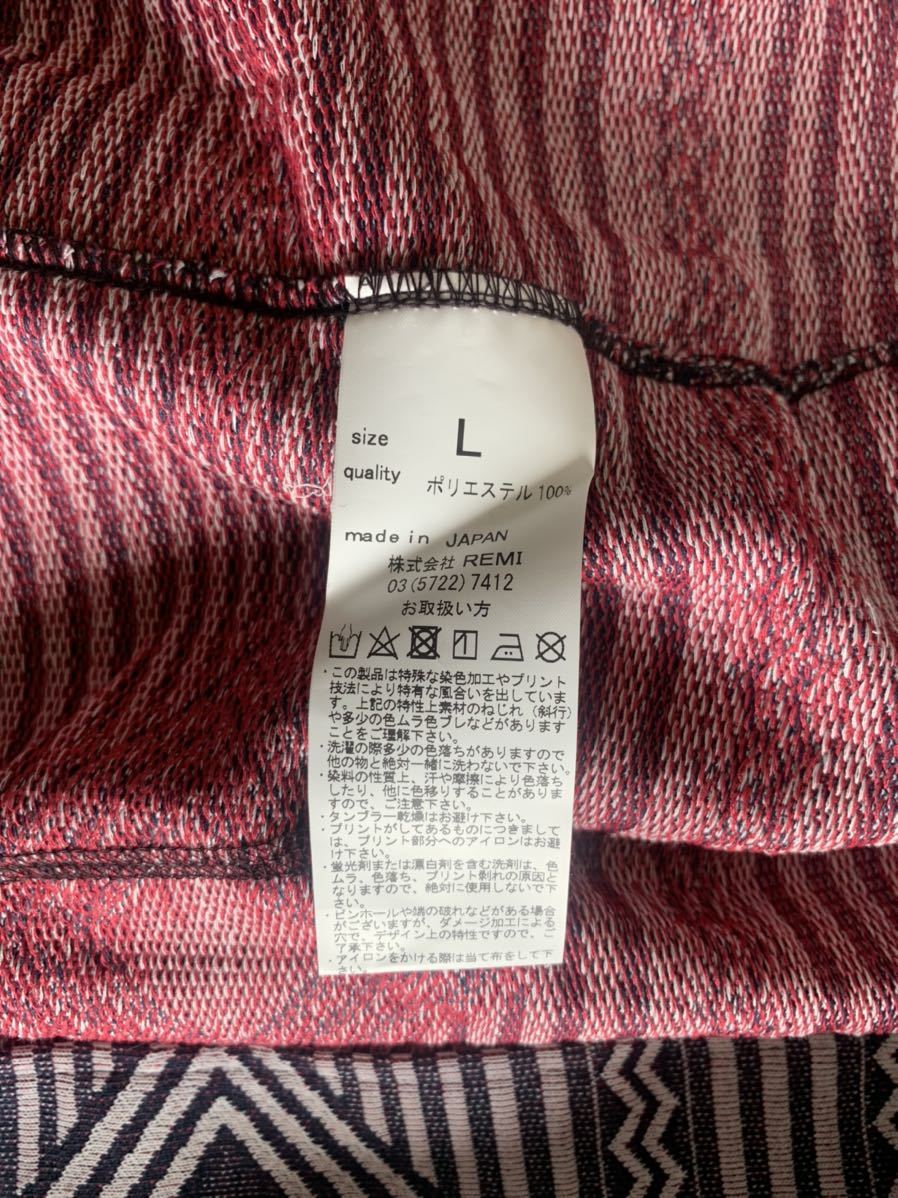 size L
quality ポリエステル 100%
made in JAPAN
株式会社 REMI
03(5722)7412
お取扱い方
・この製品は特殊な染色加工やプリント
技法により特有な風合いを出していま
す。上記の特性上素材のねじれ（斜行）
や多少の色ムラ色ブレなどがあります
ことをご理解下さい。
・洗濯の際多少の色落ちがありますので
他の物と絶対一緒に洗わないで下さい。
・染料の性質上、汗や摩擦により色落ち
したり、他に色移りすることがありま
すので、ご注意下さい。
・タンブラー乾燥はお避け下さい。
・プリントがしてあるものにつきまして
は、プリント部分へのアイロンはお避
け下さい。
・蛍光剤または漂白剤を含む洗剤は、色
ムラ、色落ち、プリント剥れの原因と
なりますので、絶対に使用しないで下
さい。
・ピンホールや端の破れなどがある場合
がございますが、ダメージ加工による
穴で、デザイン上の特性ですので、ご
了承下さい。
・アイロンをかける際は当て布をして下
さい。